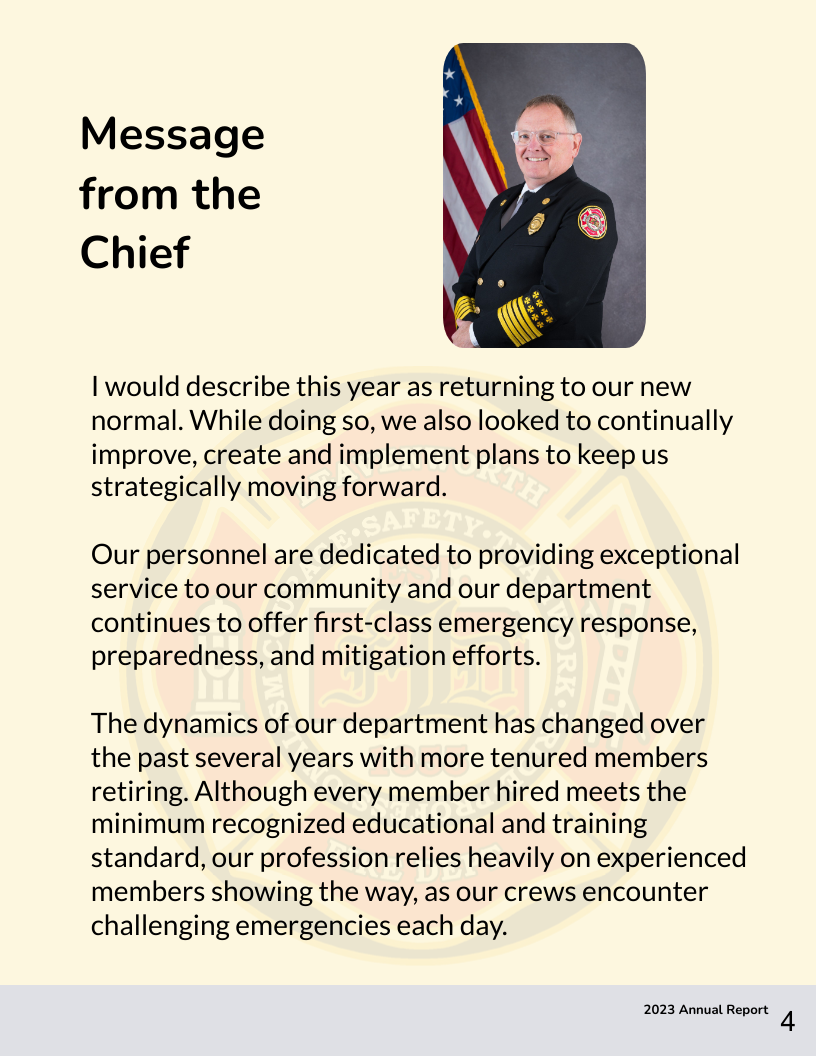 Message
from the
Chief
I would describe this year as returning to our new
normal. While doing so, we also looked to continually
improve, create and implement plans to keep us
strategically moving forward.
Our personnel are dedicated to providing exceptional
service to our community and our department
continues to offer first-class emergency response,
preparedness, and mitigation efforts.
The dynamics of our department has changed over
the past several years with more tenured members
retiring. Although every member hired meets the
minimum recognized educational and training
standard, our profession relies heavily on experienced
members showing the way, as our crews encounter
challenging emergencies each day.
LEAVENWORTH
SAFETY
FIRE DEPT
2023 Annual Report
4